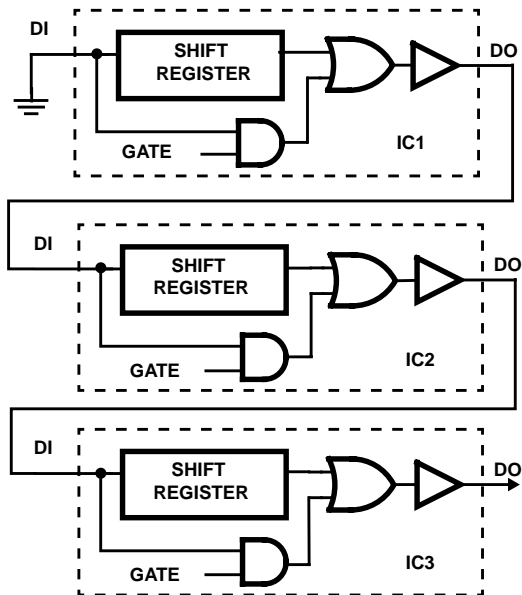 DI
SHIFT
REGISTER
DO
GATE
IC1
DI
SHIFT
REGISTER
DO
GATE
IC2
DI
SHIFT
REGISTER
DO
GATE
IC3